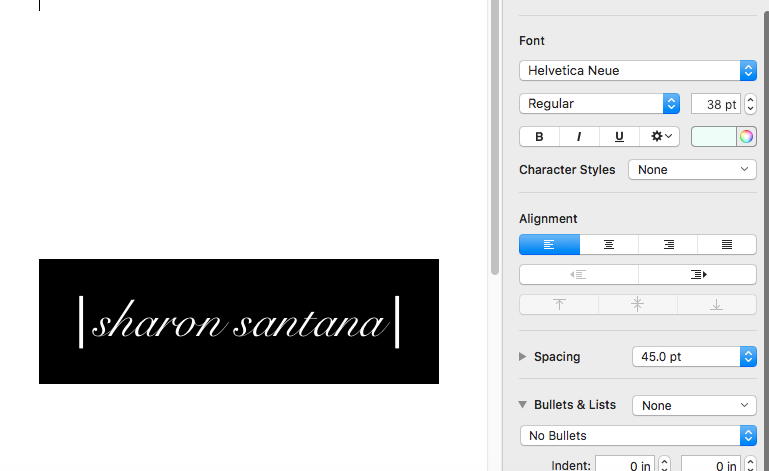 Font
Helvetica Neue
Regular
38 pt
B I U
Character Styles None
Alignment
|sharon santana|
Spacing 45.0 pt
Bullets & Lists None
No Bullets
Indent: 0 in 0 in